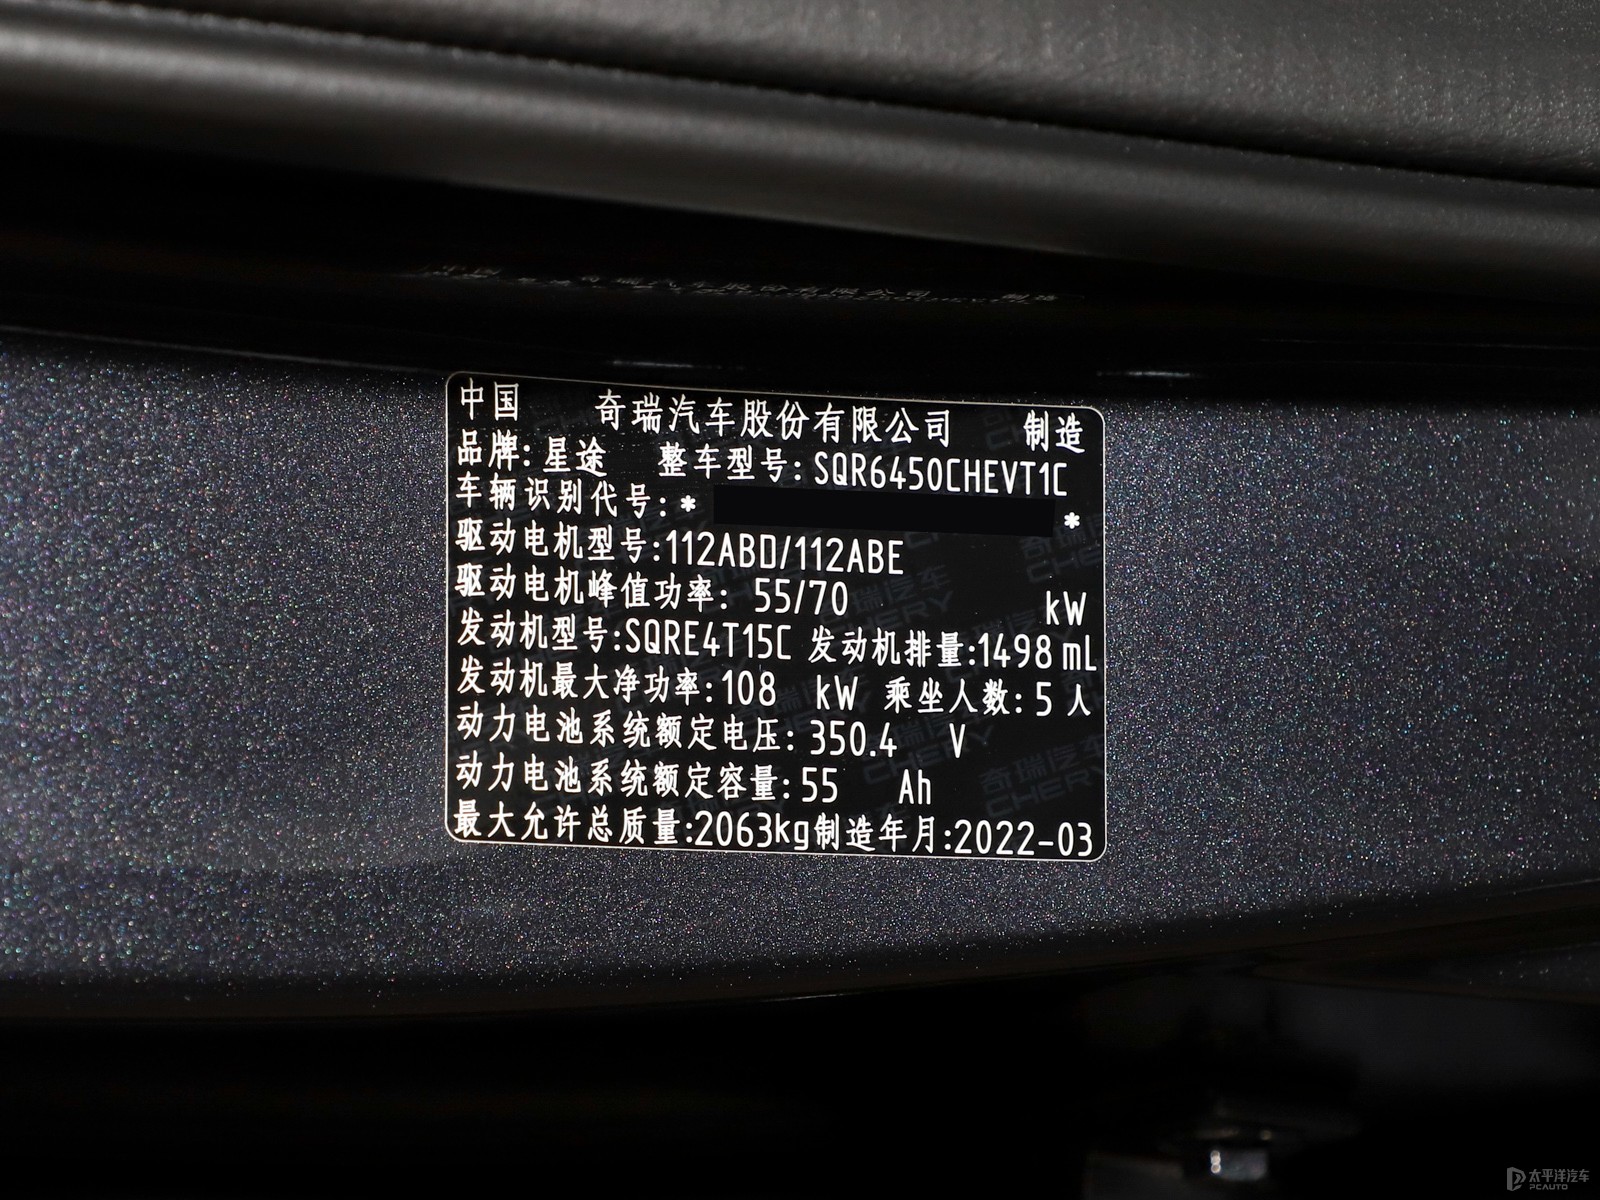 中国 奇瑞汽车股份有限公司 制造
品牌:星途 整车型号:SQR6450CHEVT1C
车辆识别代号:* *
驱动电机型号:112ABD/112ABE
驱动电机峰值功率: 55/70 kW
发动机型号:SQRE4T15C 发动机排量:1498 mL
发动机最大净功率:108 kW 乘坐人数:5 人
动力电池系统额定电压:350.4 V
动力电池系统额定容量:55 Ah
最大允许总质量:2063kg制造年月:2022-03
太平洋汽车
PCAUTO